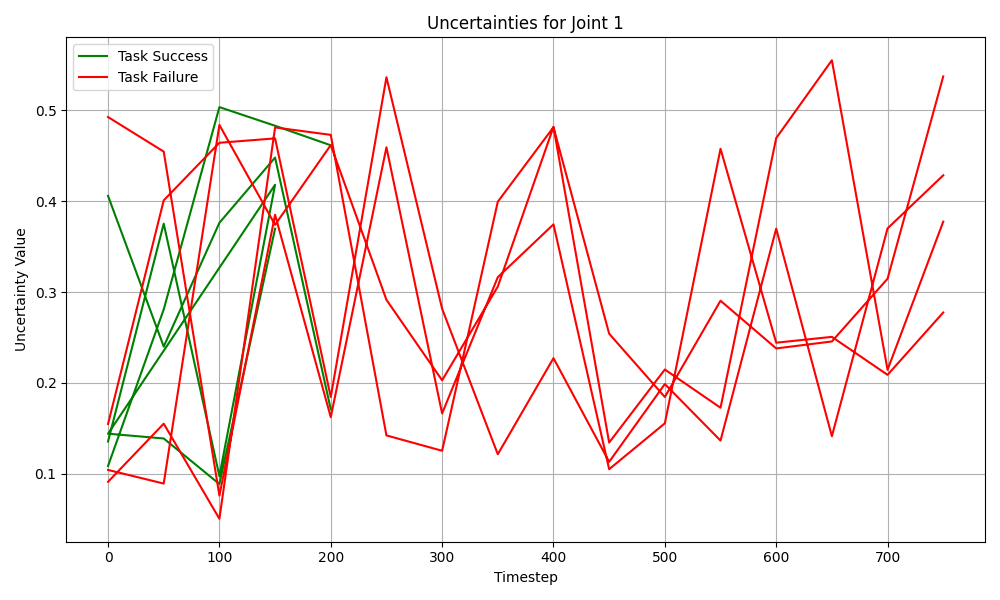 Uncertainties for Joint 1
Task Success
Task Failure
Uncertainty Value
0.5
0.4
0.3
0.2
0.1
0 100 200 300 400 500 600 700
Timestep